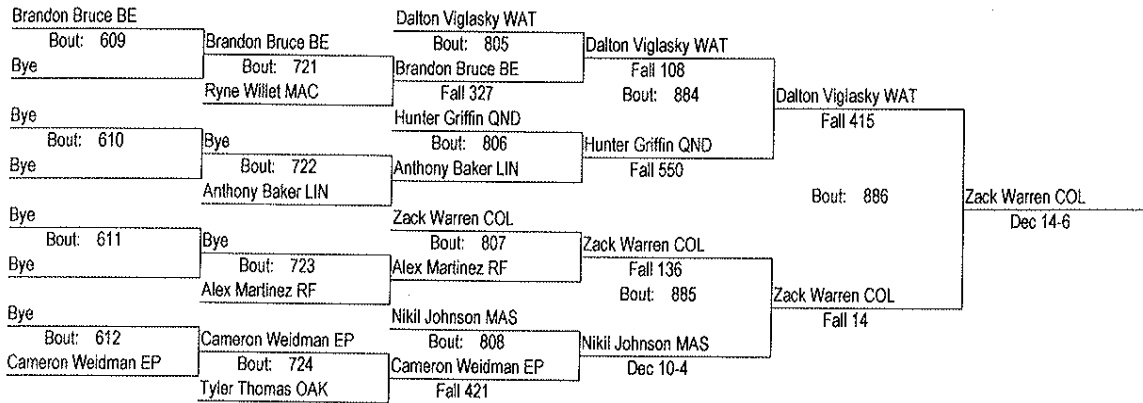 Brandon Bruce BE
Bout: 609
Bye
Bye
Bout: 610
Bye
Bye
Bout: 611
Bye
Bye
Bout: 612
Cameron Weidman EP
Brandon Bruce BE
Bout: 721
Ryne Willet MAC
Bye
Bout: 722
Anthony Baker LIN
Bye
Bout: 723
Alex Martinez RF
Cameron Weidman EP
Bout: 724
Tyler Thomas OAK
Dalton Viglasky WAT
Bout: 805
Brandon Bruce BE
Fall 327
Hunter Griffin QND
Bout: 806
Anthony Baker LIN
Zack Warren COL
Bout: 807
Alex Martinez RF
Nikil Johnson MAS
Bout: 808
Cameron Weidman EP
Fall 421
Dalton Viglasky WAT
Fall 108
Bout: 884
Hunter Griffin QND
Fall 550
Zack Warren COL
Fall 136
Bout: 885
Nikil Johnson MAS
Dec 10-4
Dalton Viglasky WAT
Fall 415
Bout: 886
Zack Warren COL
Fall 14
Zack Warren COL
Dec 14-6